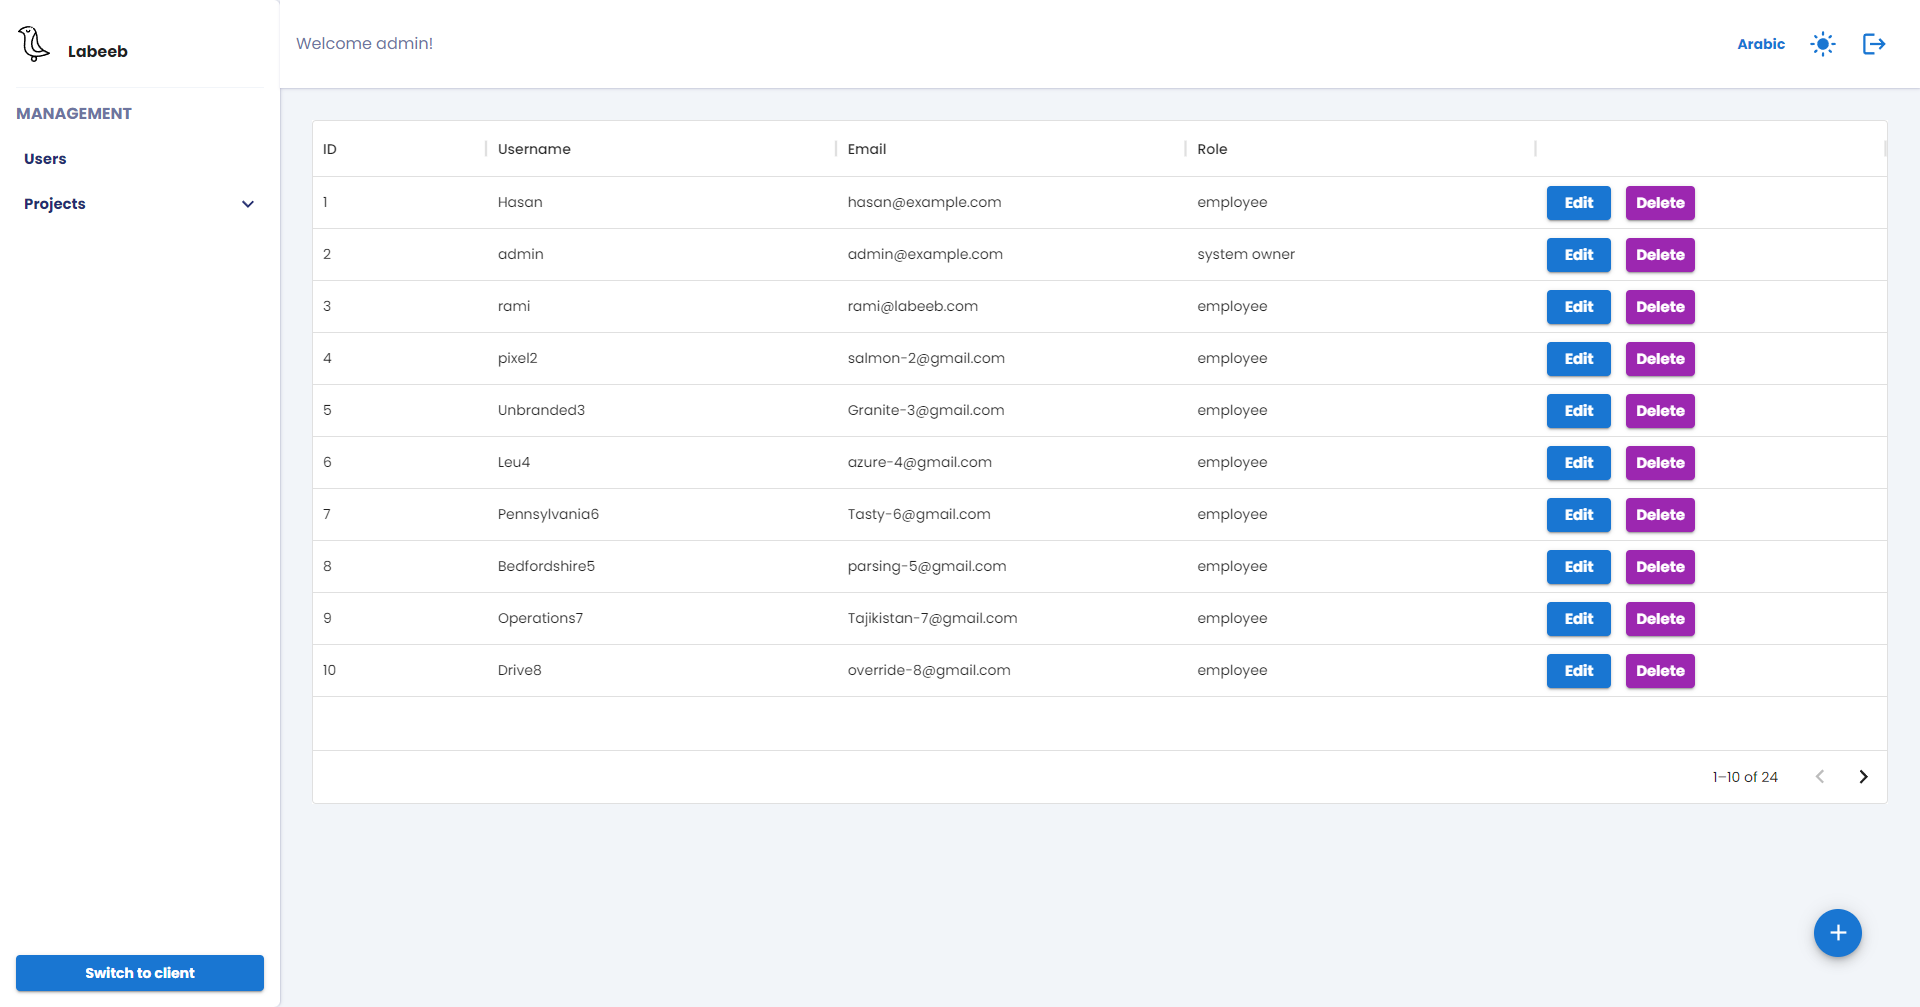 Labeeb
Welcome admin!
Arabic
MANAGEMENT
Users
Projects
ID Username Email Role
1 Hasan hasan@example.com employee Edit Delete
2 admin admin@example.com system owner Edit Delete
3 rami rami@labeeb.com employee Edit Delete
4 pixel2 salmon-2@gmail.com employee Edit Delete
5 Unbranded3 Granite-3@gmail.com employee Edit Delete
6 Leu4 azure-4@gmail.com employee Edit Delete
7 Pennsylvania6 Tasty-6@gmail.com employee Edit Delete
8 Bedfordshire5 parsing-5@gmail.com employee Edit Delete
9 Operations7 Tajikistan-7@gmail.com employee Edit Delete
10 Drive8 override-8@gmail.com employee Edit Delete
1–10 of 24
Switch to client